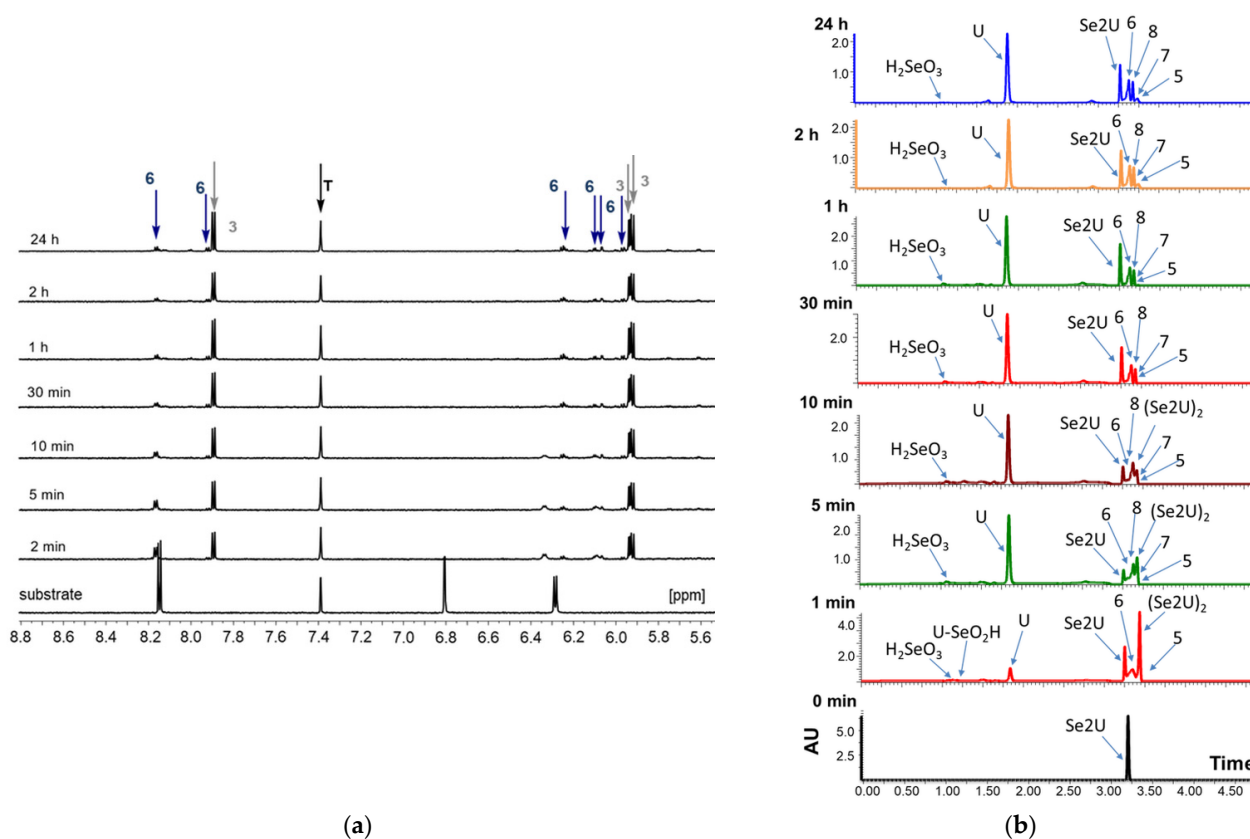 6
6
3
T
6
6
6
3
3
24 h
2 h
1 h
30 min
10 min
5 min
2 min
substrate
[ppm]
8.8 8.6 8.4 8.2 8.0 7.8 7.6 7.4 7.2 7.0 6.8 6.6 6.4 6.2 6.0 5.8 5.6
(a)
24 h
2.0
1.0
H₂SeO₃
U
Se2U
6
8
7
5
2 h
2.0
1.0
H₂SeO₃
U
Se2U
6
8
7
5
1 h
2.0
1.0
H₂SeO₃
U
Se2U
6
8
7
5
30 min
2.0
H₂SeO₃
U
Se2U
6
8
7
5
10 min
2.0
1.0
H₂SeO₃
U
Se2U
6
8
(Se2U)₂
7
5
5 min
2.0
1.0
H₂SeO₃
U
Se2U
6
8
(Se2U)₂
7
5
1 min
4.0
2.0
H₂SeO₃
U-SeO₂H
U
Se2U
6
(Se2U)₂
5
0 min
5.0
2.5
AU
Se2U
Time
0.00 0.50 1.00 1.50 2.00 2.50 3.00 3.50 4.00 4.50
(b)